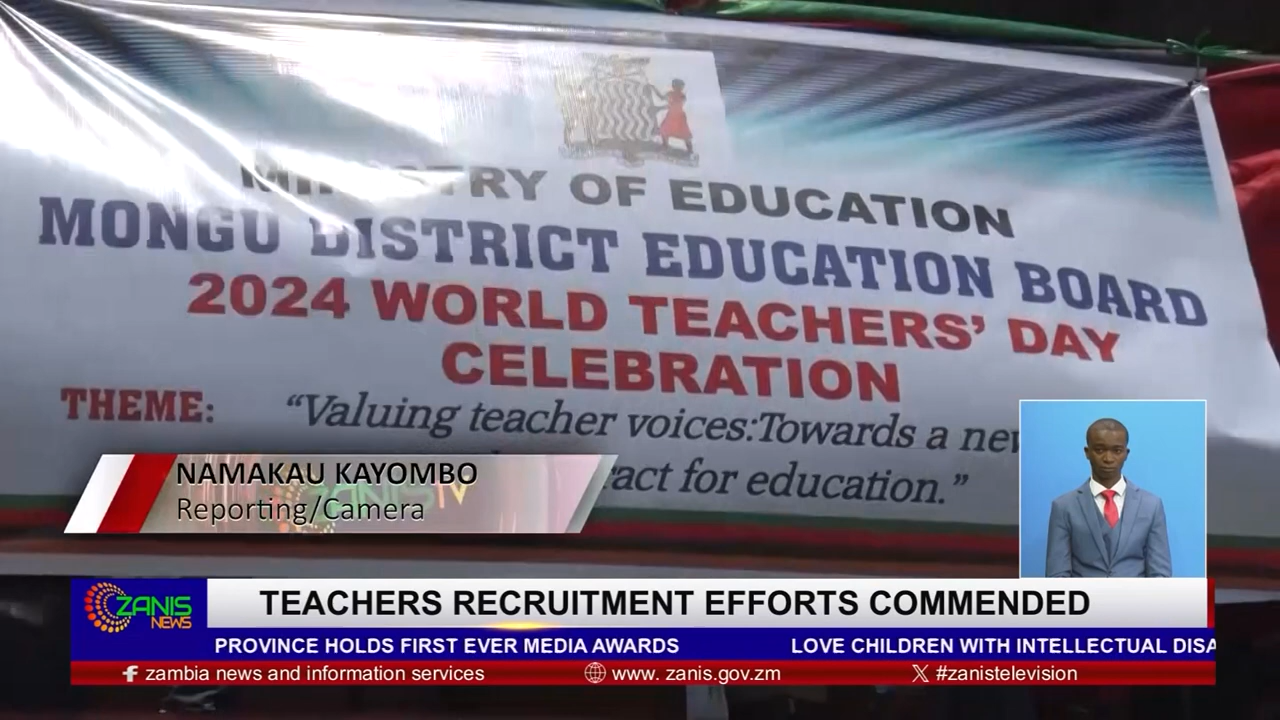 MINISTRY OF EDUCATION
MONGU DISTRICT EDUCATION BOARD
2024 WORLD TEACHERS' DAY
CELEBRATION
THEME: "Valuing teacher voices:Towards a new
ract for education."
NAMAKAU KAYOMBO
Reporting/Camera
ZANIS NEWS
TEACHERS RECRUITMENT EFFORTS COMMENDED
PROVINCE HOLDS FIRST EVER MEDIA AWARDS LOVE CHILDREN WITH INTELLECTUAL DISA
zambia news and information services www. zanis.gov.zm #zanistelevision